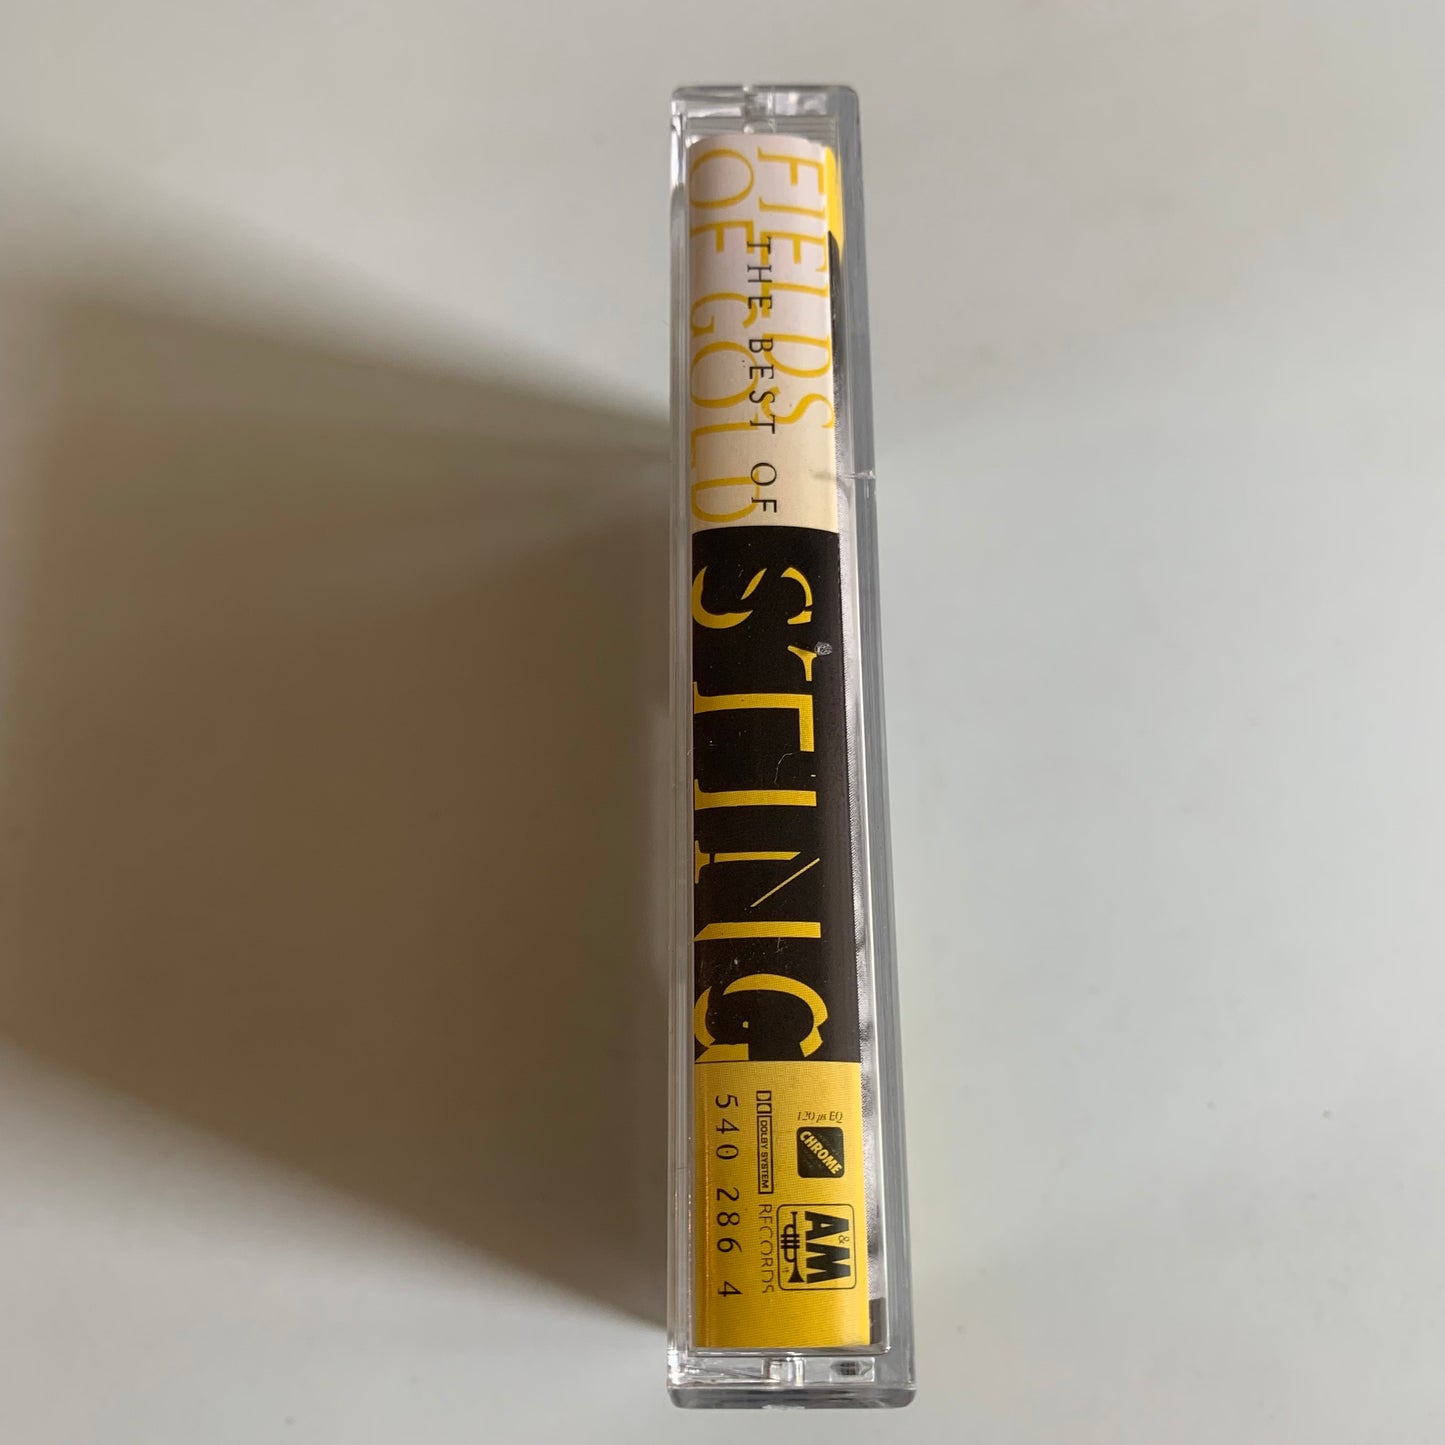 FIELDS
OF GOLD
THE BEST OF
STING
120 µs EQ
CHROME
DOLBY SYSTEM
540 286 4
A&M
RECORDS